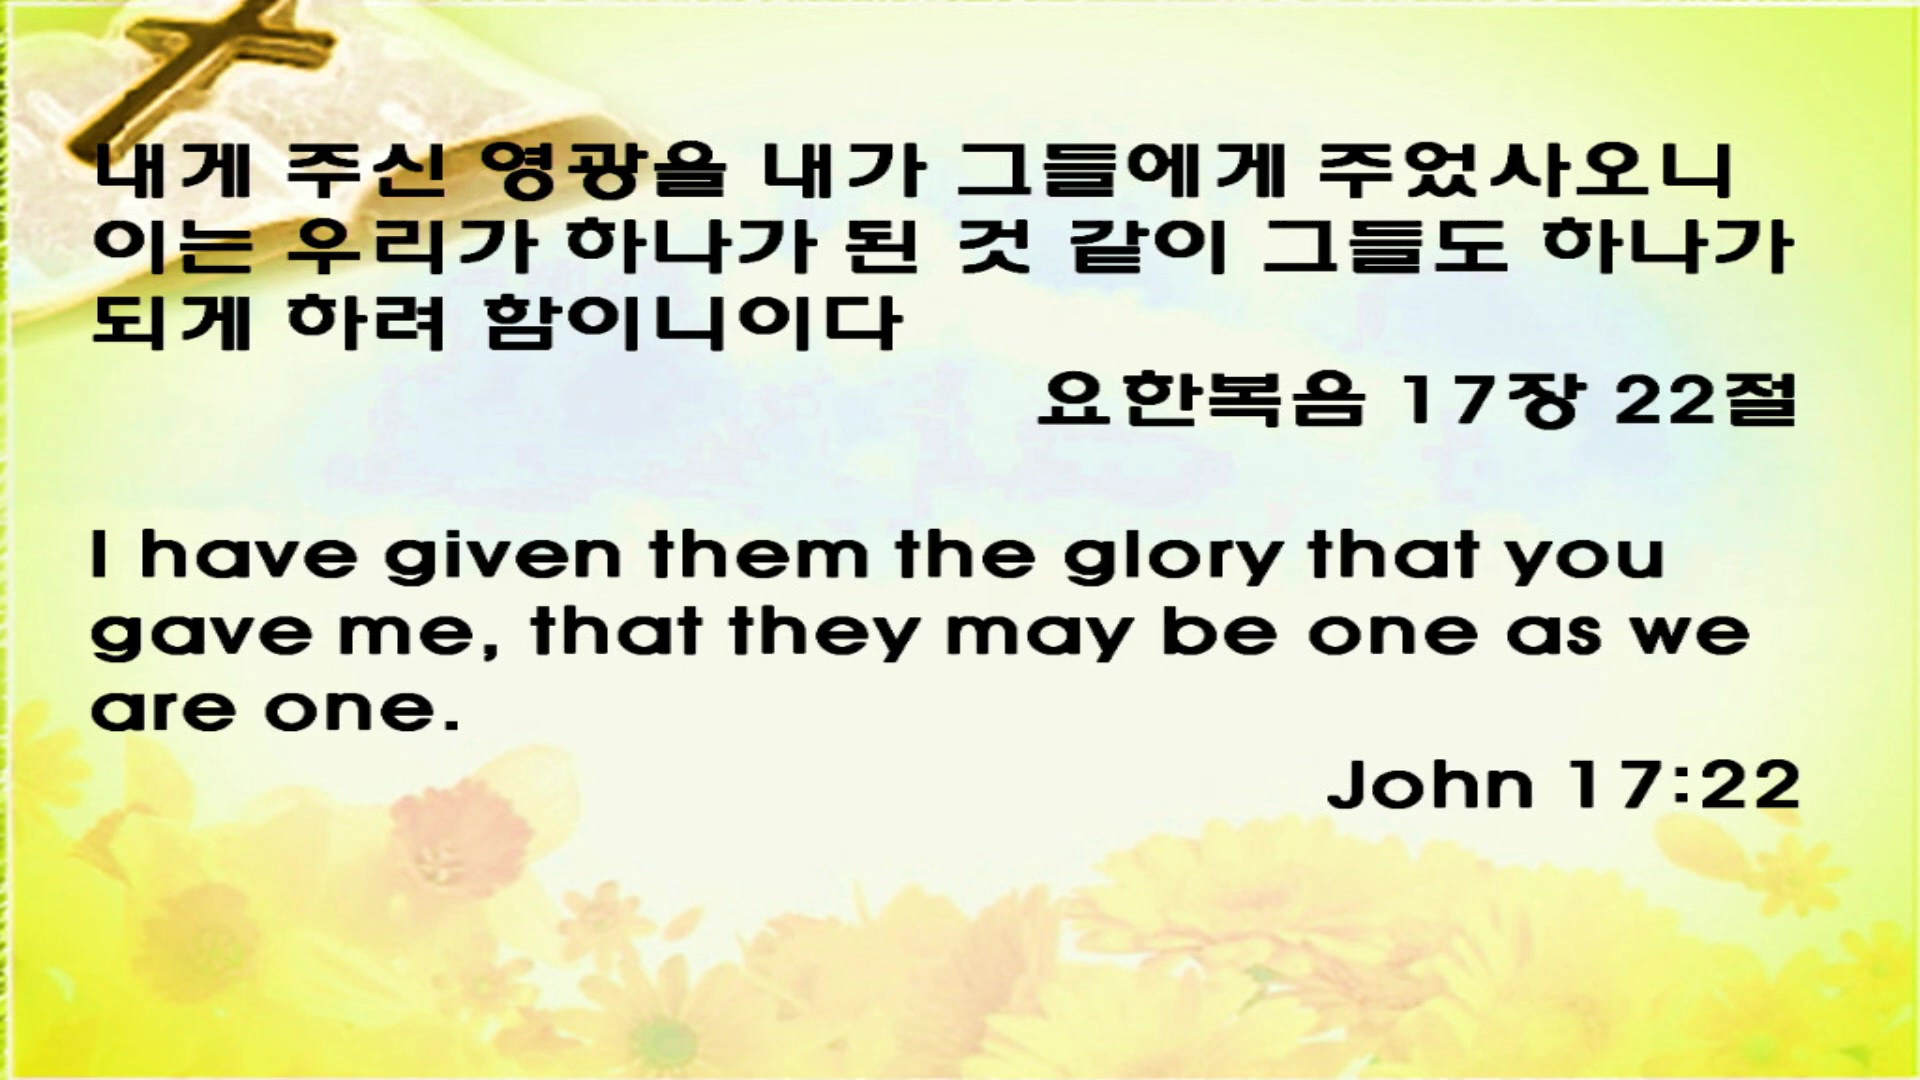 내게 주신 영광을 내가 그들에게 주었사오니
이는 우리가 하나가 된 것 같이 그들도 하나가
되게 하려 함이니이다
요한복음 17장 22절
I have given them the glory that you
gave me, that they may be one as we
are one.
John 17:22